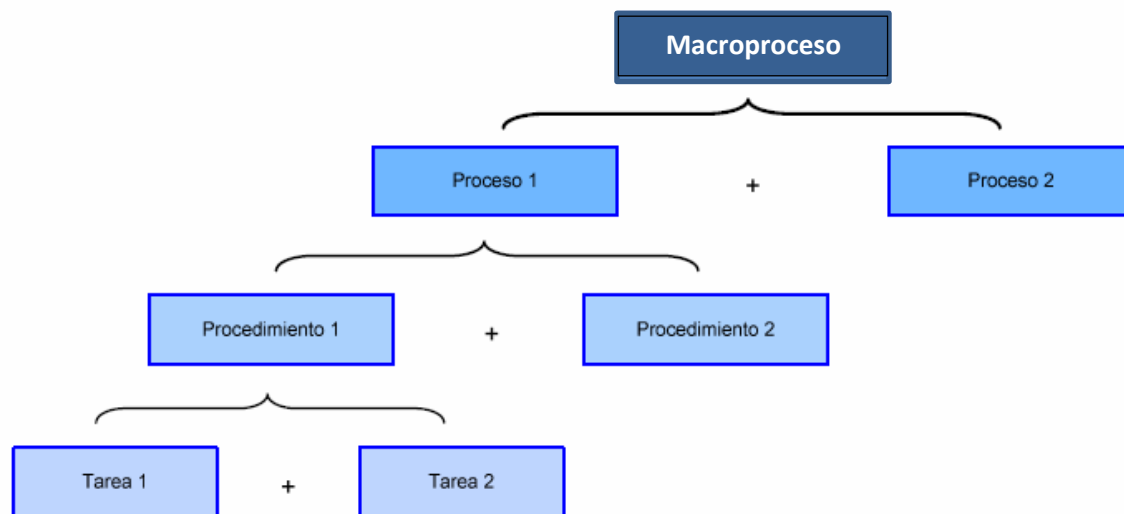 Macroproceso
Proceso 1
+
Proceso 2
Procedimiento 1
+
Procedimiento 2
Tarea 1
+
Tarea 2